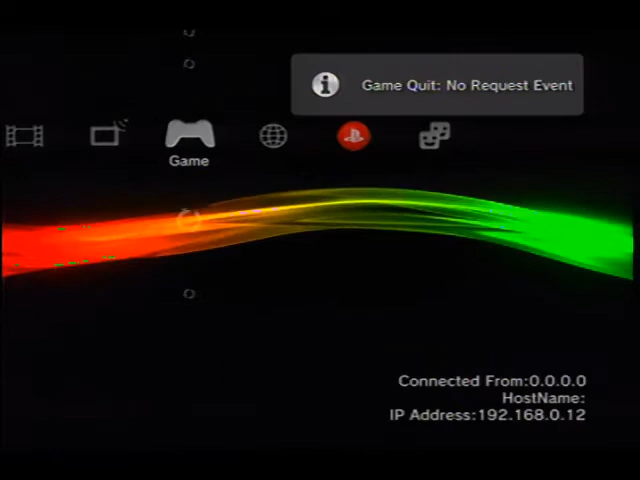 Game Quit: No Request Event
Game
Connected From:0.0.0.0
HostName:
IP Address:192.168.0.12